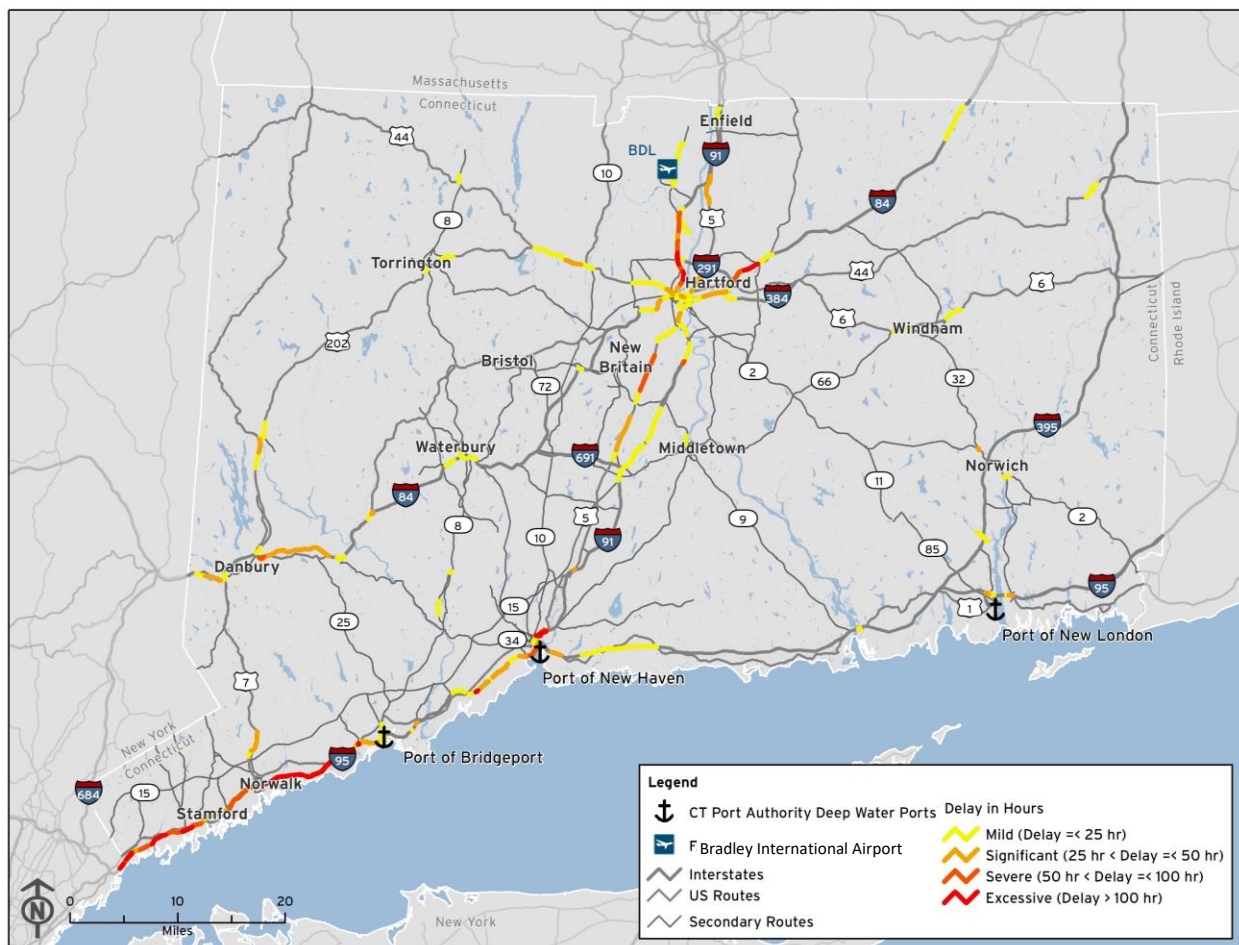 Massachusetts
Connecticut
44
Enfield
BDL
91
10
5
84
8
Torrington
291
Hartford
44
384
6
6
Windham
Connecticut
Rhode Island
202
Bristol
New
Britain
72
2
66
32
395
Waterbury
691
Middletown
Norwich
84
8
10
5
91
9
11
2
85
Danbury
95
1
Port of New London
25
15
34
Port of New Haven
7
New York
Connecticut
Port of Bridgeport
95
Norwalk
684
15
Stamford
N
0
10
20
Miles
New York
Legend
CT Port Authority Deep Water Ports
F Bradley International Airport
Interstates
US Routes
Secondary Routes
Delay in Hours
Mild (Delay =< 25 hr)
Significant (25 hr < Delay =< 50 hr)
Severe (50 hr < Delay =< 100 hr)
Excessive (Delay > 100 hr)